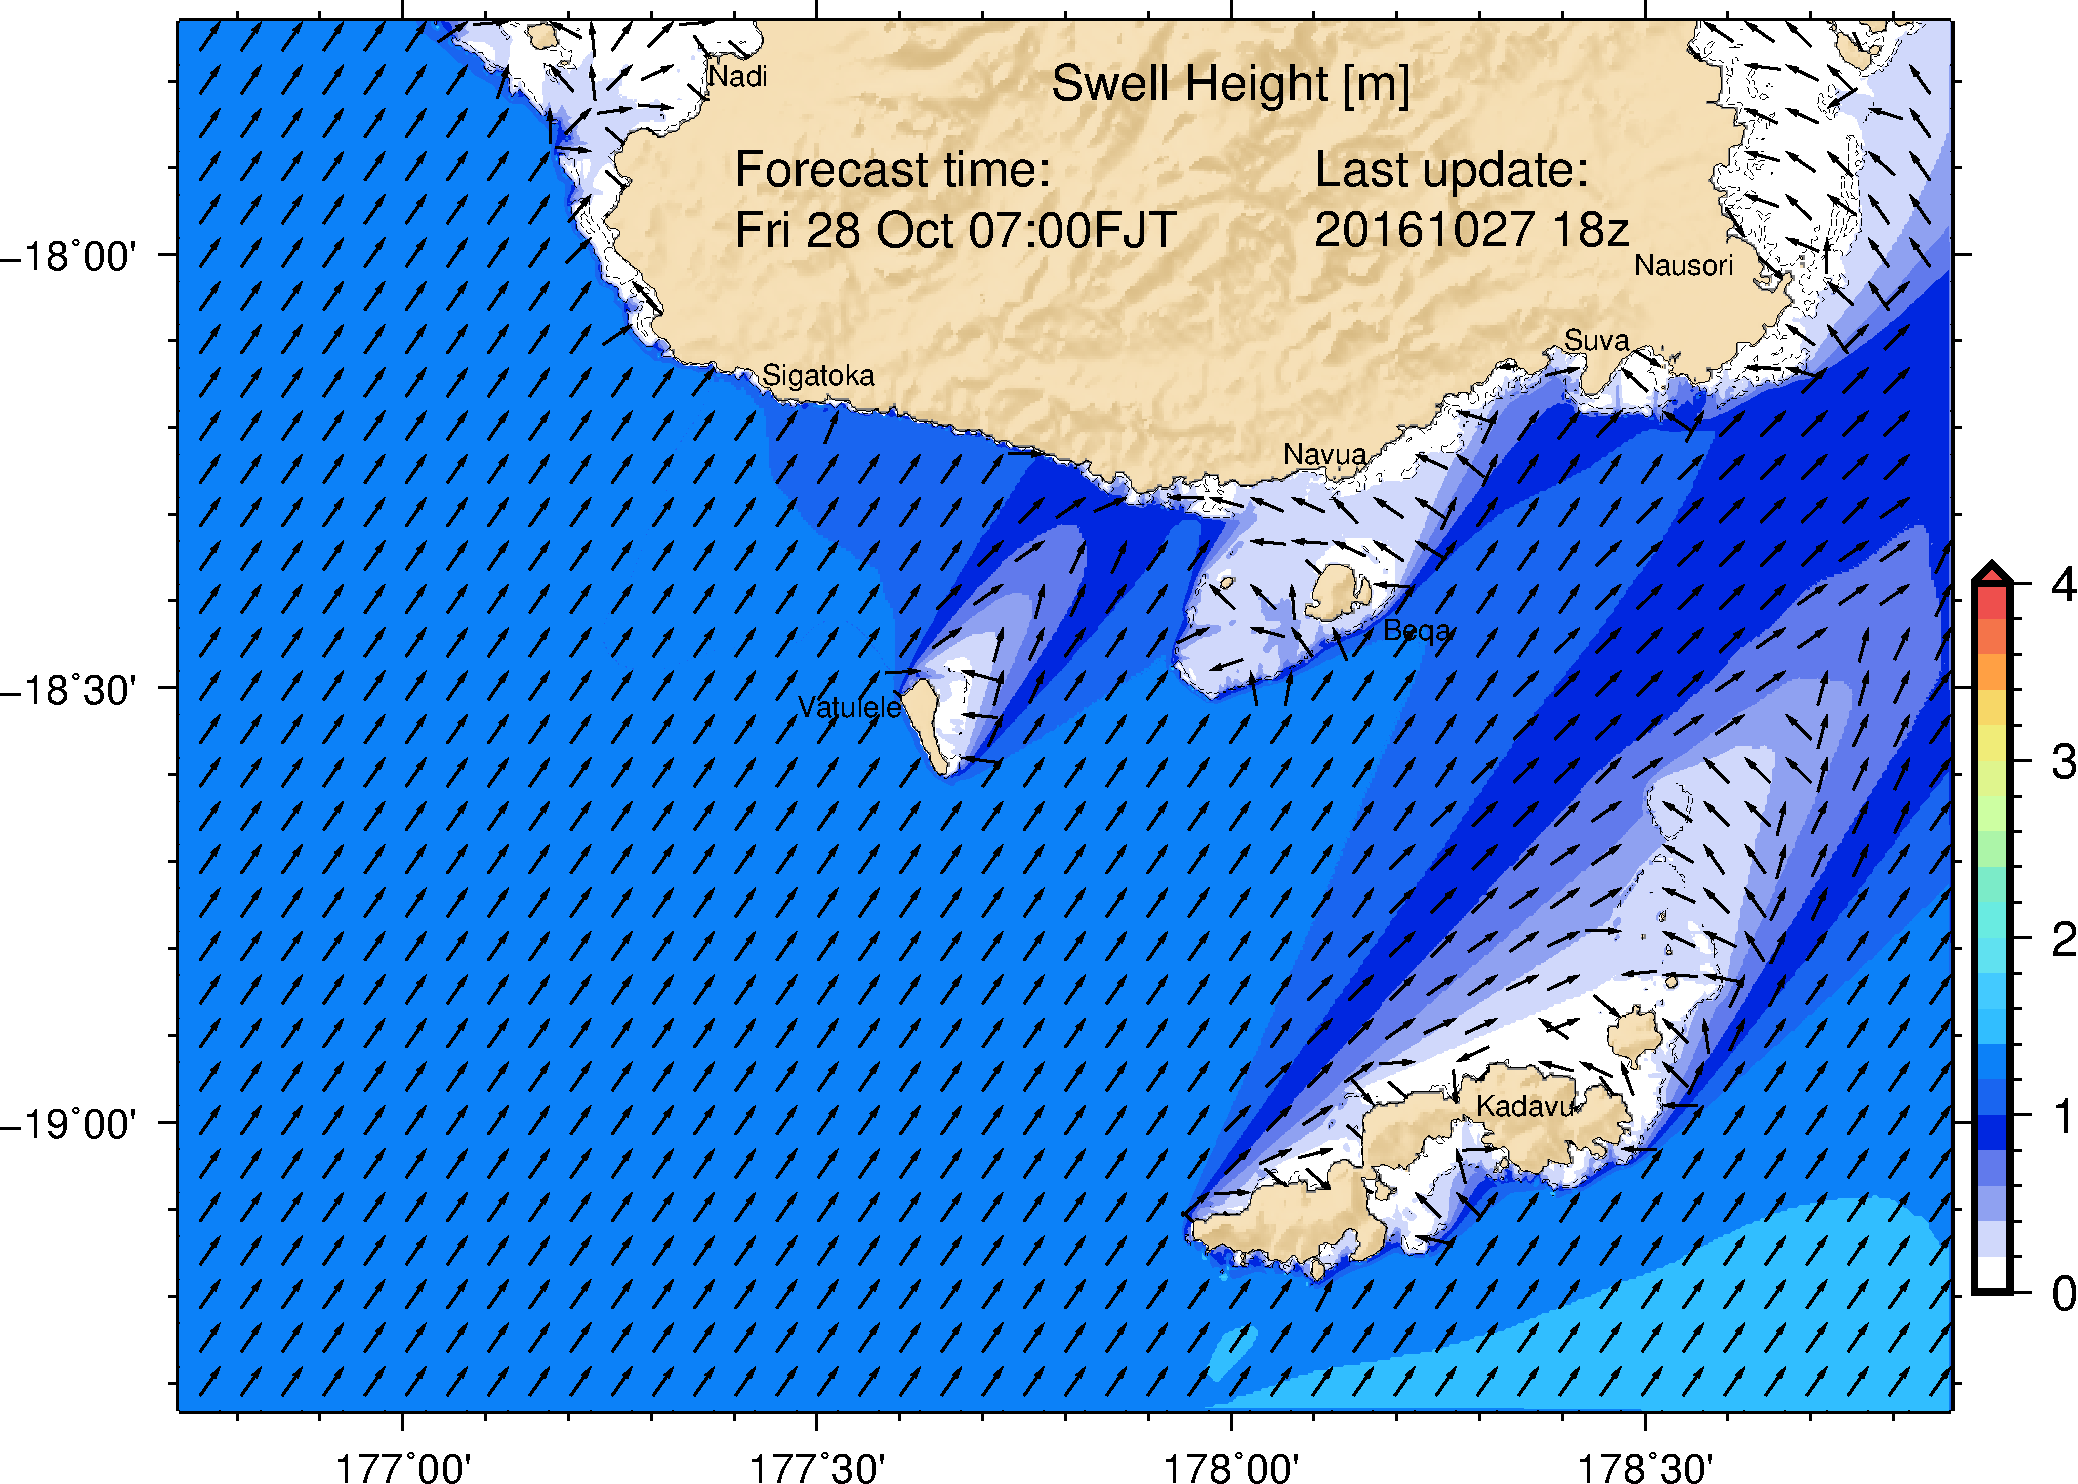 Nadi
Swell Height [m]
Forecast time:
Fri 28 Oct 07:00FJT
Last update:
20161027 18z
-18°00'
Nausori
Suva
Sigatoka
Navua
Beqa
-18°30'
Vatulele
-19°00'
Kadavu
4
3
2
1
0
177°00'
177°30'
178°00'
178°30'